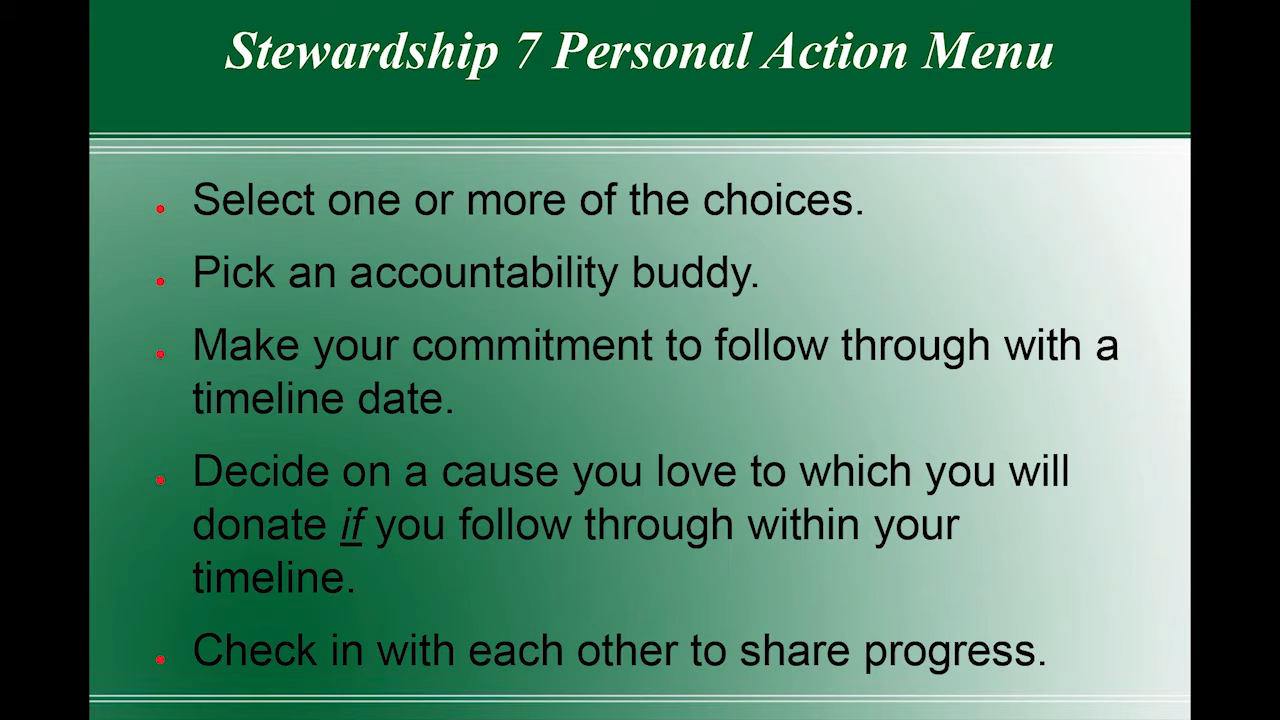 Stewardship 7 Personal Action Menu
• Select one or more of the choices.
• Pick an accountability buddy.
• Make your commitment to follow through with a
timeline date.
• Decide on a cause you love to which you will
donate if you follow through within your
timeline.
• Check in with each other to share progress.